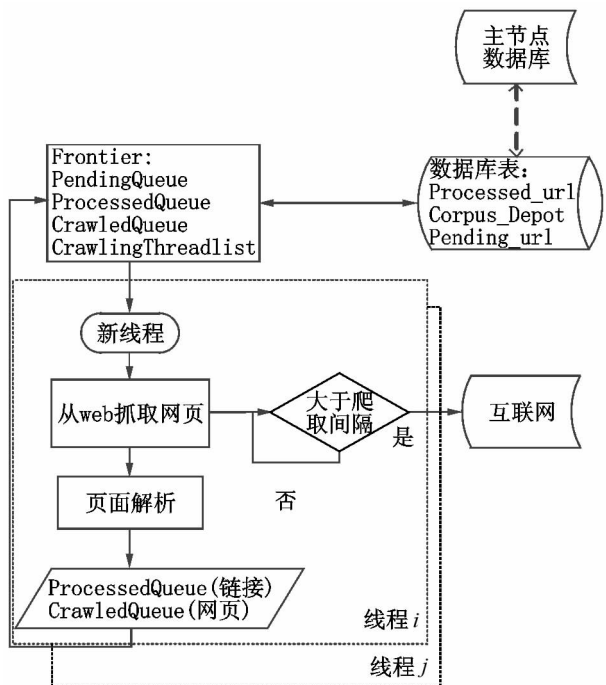 主节点
数据库
Frontier:
PendingQueue
ProcessedQueue
CrawledQueue
CrawlingThreadlist
数据库表:
Processed_url
Corpus_Depot
Pending_url
新线程
从web抓取网页
大于爬
取间隔
是
互联网
否
页面解析
ProcessedQueue(链接)
CrawledQueue(网页)
线程i
线程j